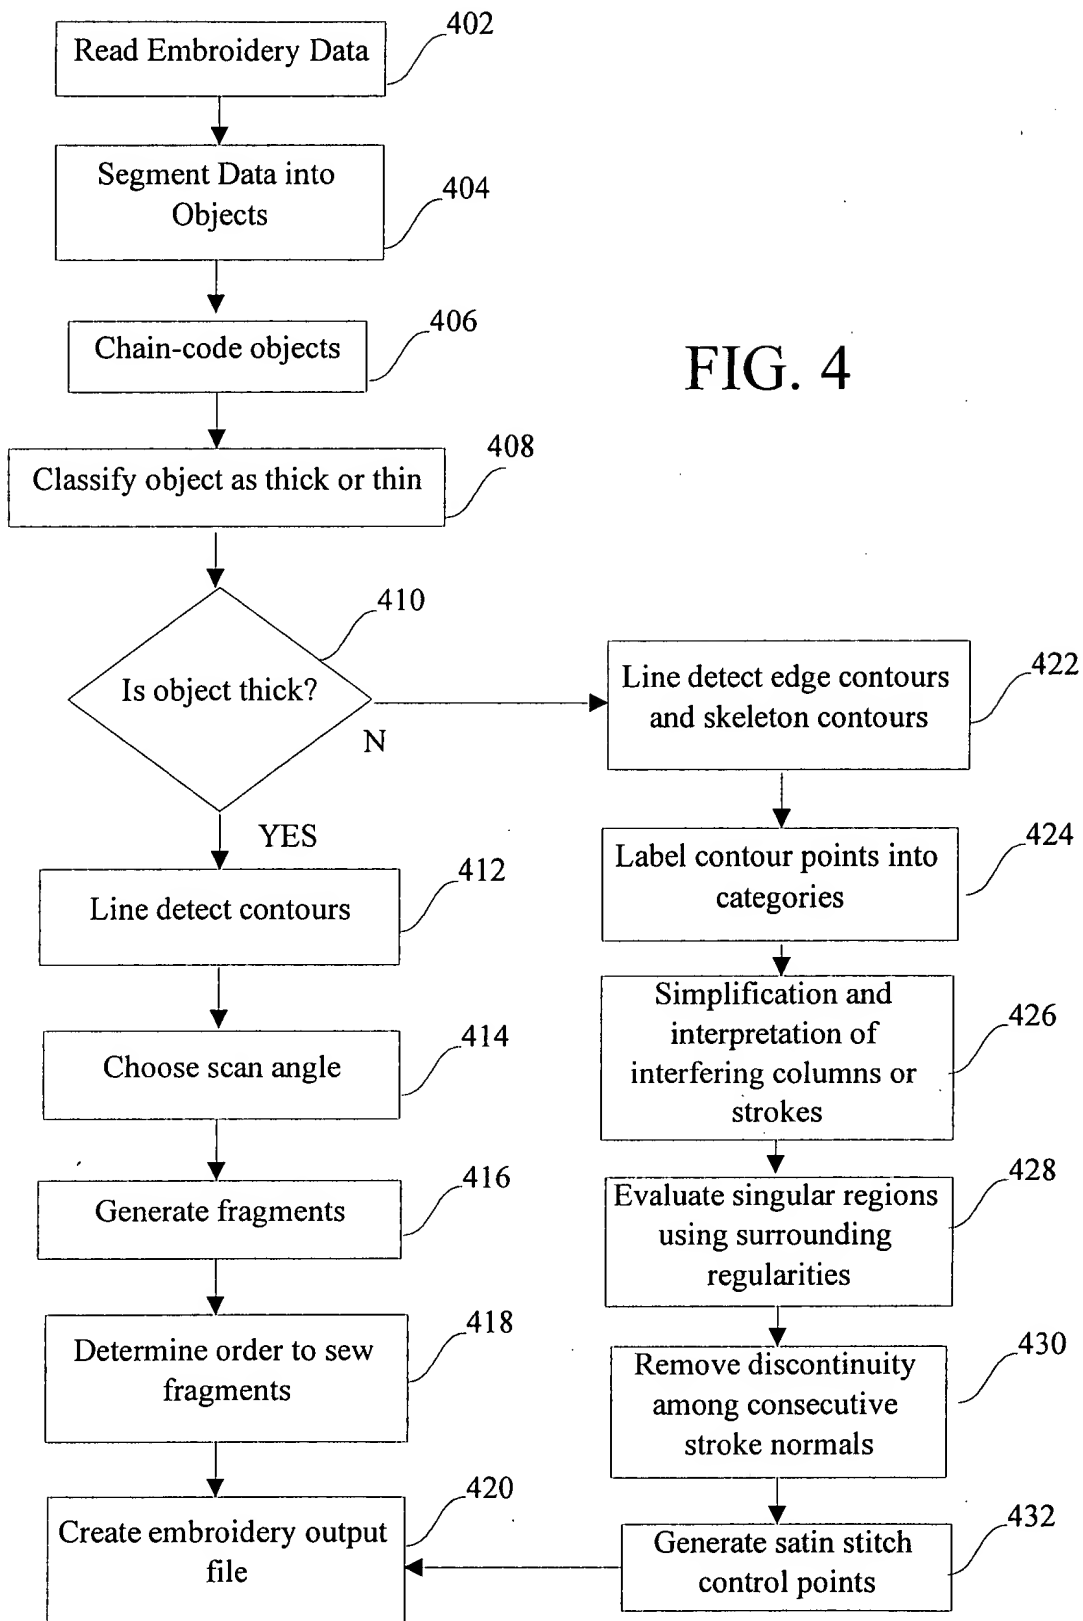 402
Read Embroidery Data
404
Segment Data into
Objects
406
Chain-code objects
FIG. 4
408
Classify object as thick or thin
410
Is object thick?
N
YES
412
Line detect contours
414
Choose scan angle
416
Generate fragments
418
Determine order to sew
fragments
420
Create embroidery output
file
422
Line detect edge contours
and skeleton contours
424
Label contour points into
categories
426
Simplification and
interpretation of
interfering columns or
strokes
428
Evaluate singular regions
using surrounding
regularities
430
Remove discontinuity
among consecutive
stroke normals
432
Generate satin stitch
control points